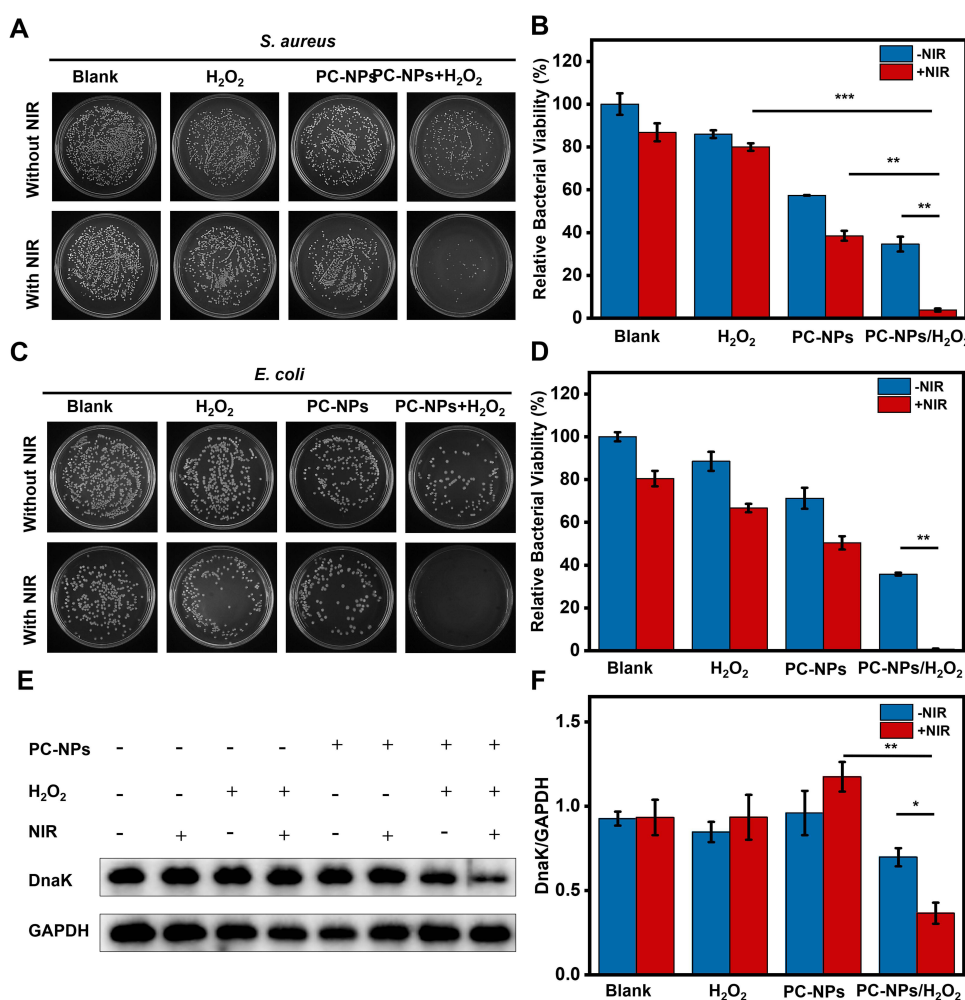 A
S. aureus
Blank H₂O₂ PC-NPs PC-NPs+H₂O₂
Without NIR
With NIR
B
Relative Bacterial Viability (%)
120
100
80
60
40
20
0
-NIR
+NIR
***
**
**
Blank H₂O₂ PC-NPs PC-NPs/H₂O₂
C
E. coli
Blank H₂O₂ PC-NPs PC-NPs+H₂O₂
Without NIR
With NIR
D
Relative Bacterial Viability (%)
120
100
80
60
40
20
0
-NIR
+NIR
**
Blank H₂O₂ PC-NPs PC-NPs/H₂O₂
E
PC-NPs - - - - + + + +
H₂O₂ - - + + - - + +
NIR - + - + - + - +
DnaK
GAPDH
F
DnaK/GAPDH
1.5
1.0
0.5
0.0
-NIR
+NIR
**
*
Blank H₂O₂ PC-NPs PC-NPs/H₂O₂